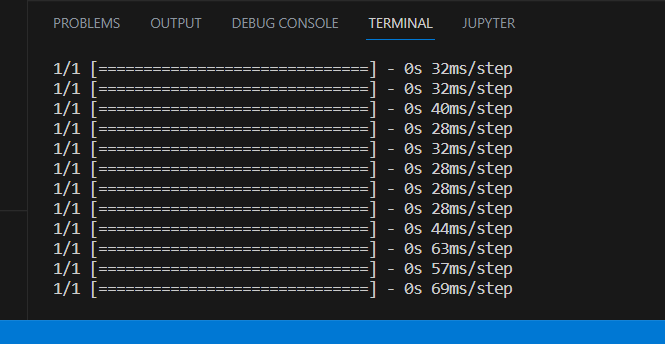 PROBLEMS OUTPUT DEBUG CONSOLE TERMINAL JUPYTER
1/1 [==============================] - 0s 32ms/step
1/1 [==============================] - 0s 32ms/step
1/1 [==============================] - 0s 40ms/step
1/1 [==============================] - 0s 28ms/step
1/1 [==============================] - 0s 32ms/step
1/1 [==============================] - 0s 28ms/step
1/1 [==============================] - 0s 28ms/step
1/1 [==============================] - 0s 28ms/step
1/1 [==============================] - 0s 44ms/step
1/1 [==============================] - 0s 63ms/step
1/1 [==============================] - 0s 57ms/step
1/1 [==============================] - 0s 69ms/step